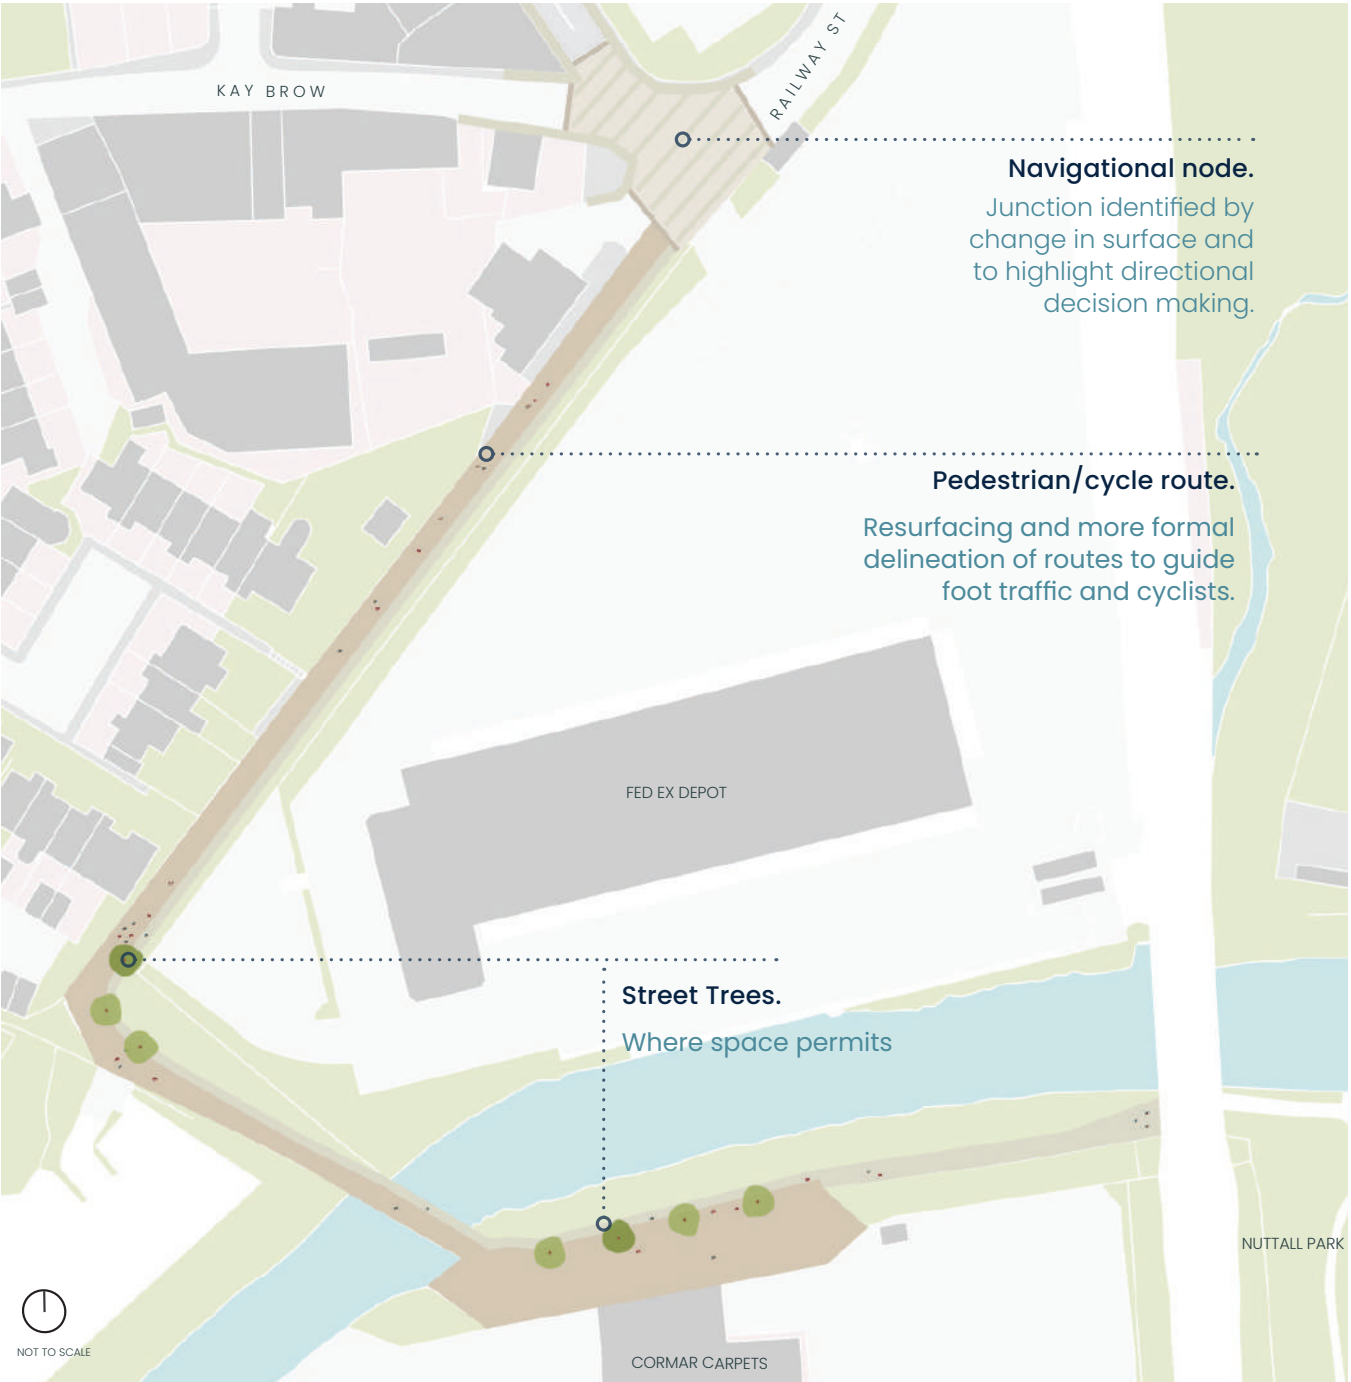 KAY BROW
RAILWAY ST
Navigational node.
Junction identified by
change in surface and
to highlight directional
decision making.
Pedestrian/cycle route.
Resurfacing and more formal
delineation of routes to guide
foot traffic and cyclists.
FED EX DEPOT
Street Trees.
Where space permits
NUTTALL PARK
NOT TO SCALE
CORMAR CARPETS